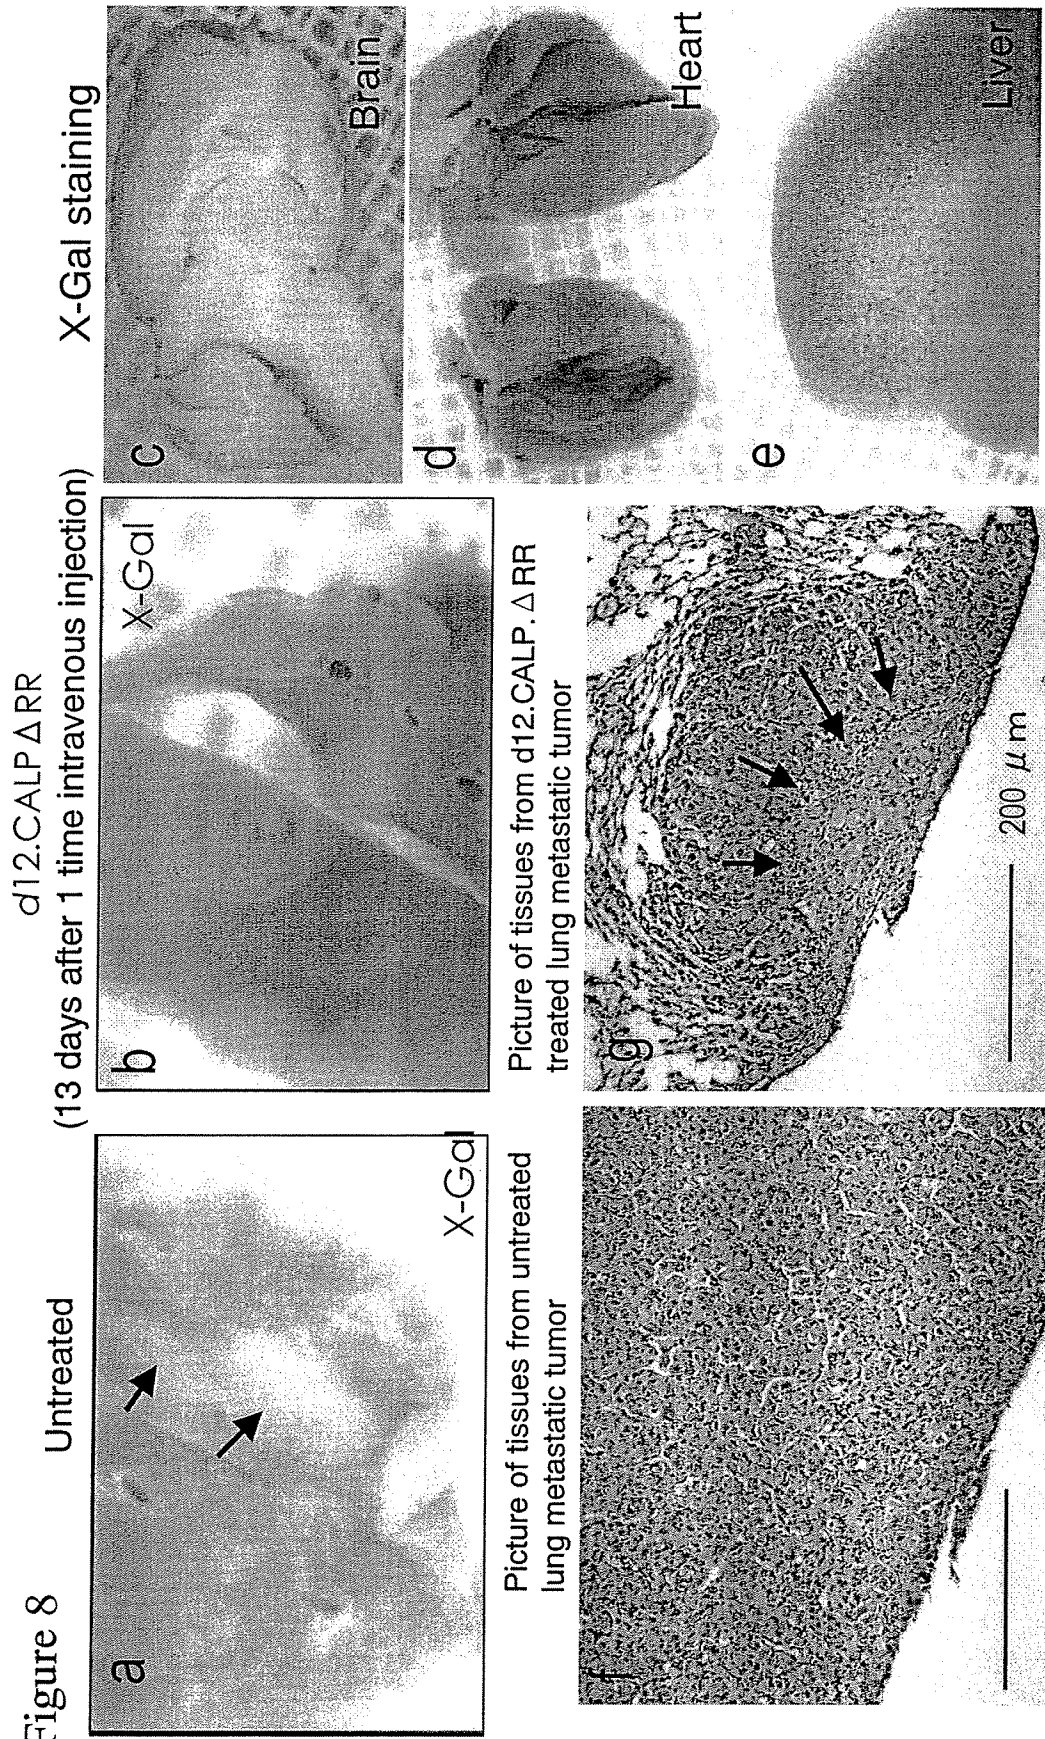 Figure 8
Untreated
d12.CALP Δ RR
(13 days after 1 time intravenous injection)
X-Gal staining
a
X-Gal
b
X-Gal
c
Brain
d
Heart
e
Liver
Picture of tissues from untreated
lung metastatic tumor
Picture of tissues from d12.CALP. Δ RR
treated lung metastatic tumor
f
g
200 μm